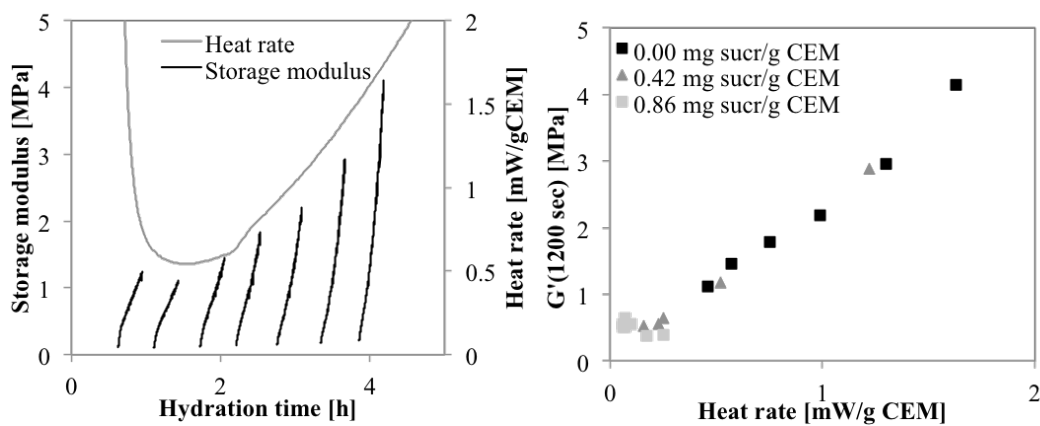 5
4
3
2
1
0
Storage modulus [MPa]
Heat rate
Storage modulus
2
1.5
1
0.5
0
Heat rate [mW/gCEM]
0 2 4
Hydration time [h]
5
4
3
2
1
0
G'(1200 sec) [MPa]
0.00 mg sucr/g CEM
0.42 mg sucr/g CEM
0.86 mg sucr/g CEM
0 1 2
Heat rate [mW/g CEM]